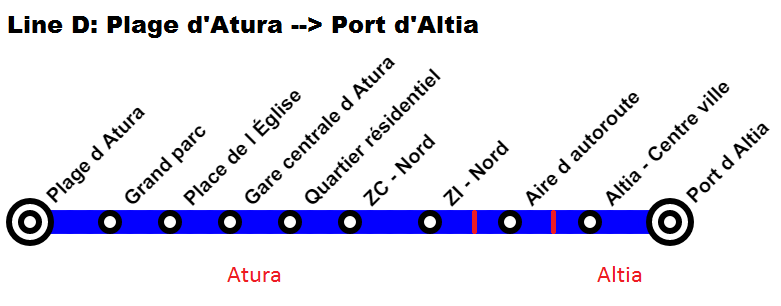 Line D: Plage d'Atura --> Port d'Altia
Plage d Atura
Grand parc
Place de l Église
Gare centrale d Atura
Quartier résidentiel
ZC - Nord
ZI - Nord
Aire d autoroute
Altia - Centre ville
Port d Altia
Atura
Altia